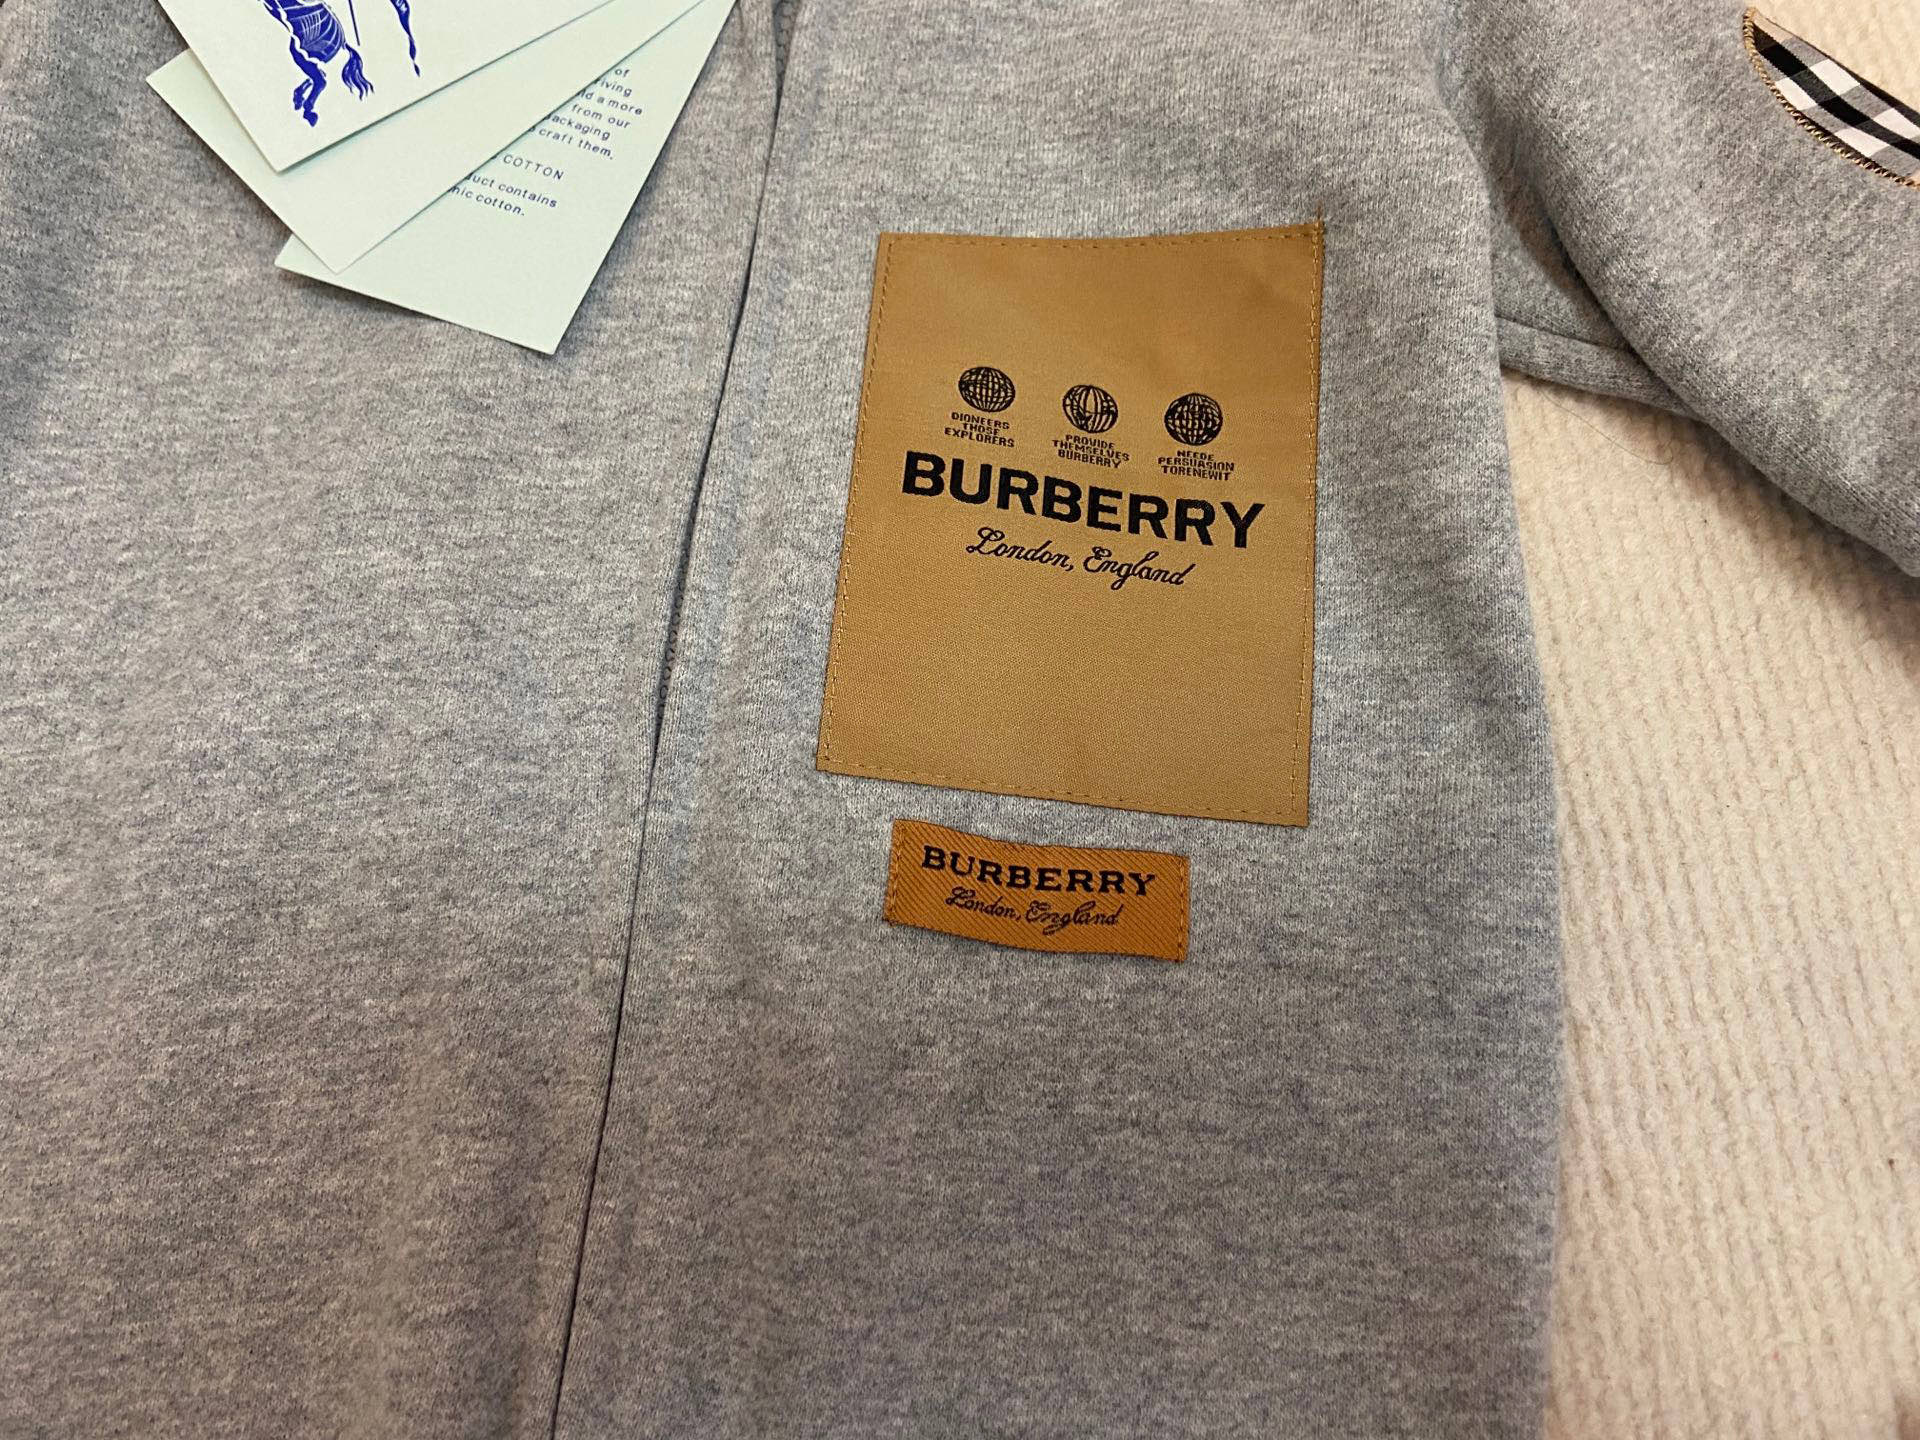 of
iving
d a more
from our
ackaging
craft them.
COTTON
uct contains
nic cotton.
DIONEERS
THOSE
EXPLORERS
PROVIDE
THEMSELVES
BURBERRY
NEEDE
PERSUASION
TORENEWIT
BURBERRY
London, England
BURBERRY
London, England